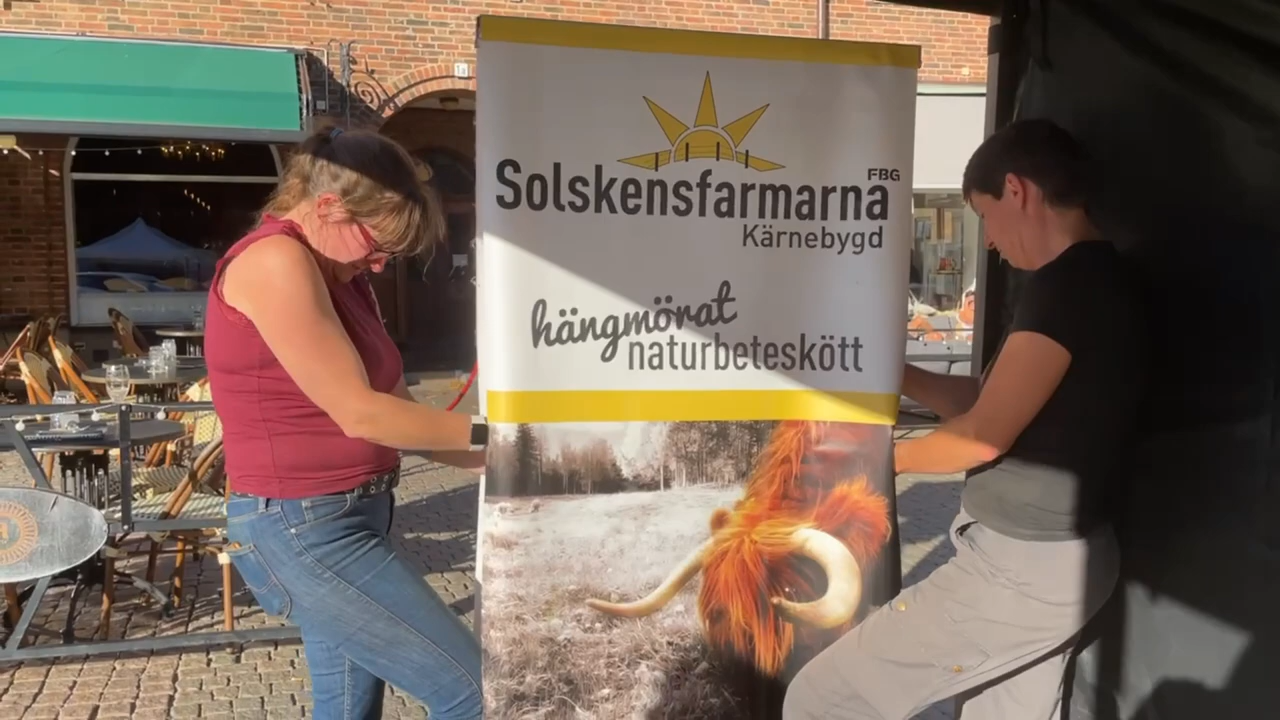 Solskensfarmarna FBG
Kärnebygd
hängmörat
naturbeteskött